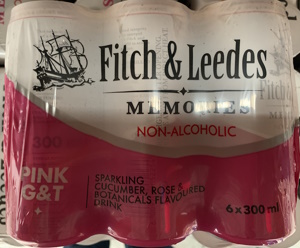 Fitch & Leedes
MEMORIES
NON-ALCOHOLIC
PINK
G&T
SPARKLING
CUCUMBER, ROSE &
BOTANICALS FLAVOURED
DRINK
6 x 300 ml